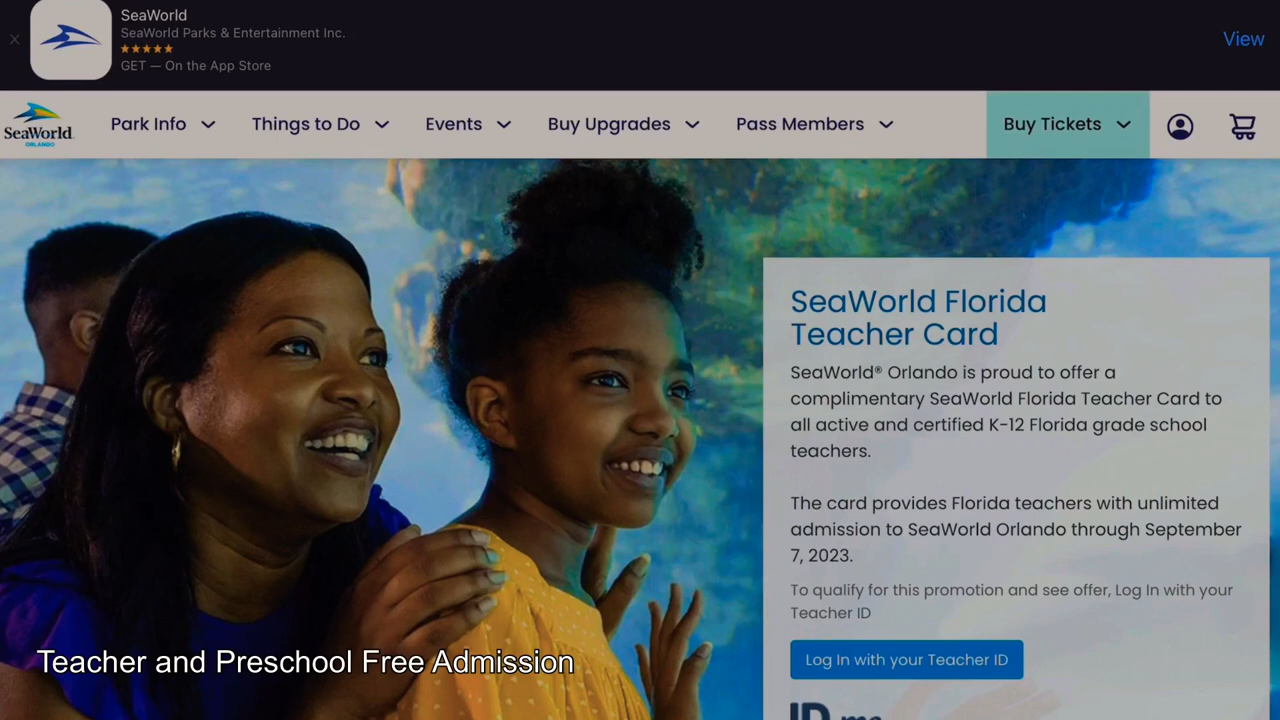 SeaWorld
SeaWorld Parks & Entertainment Inc.
GET — On the App Store
View
SeaWorld
ORLANDO
Park Info
Things to Do
Events
Buy Upgrades
Pass Members
Buy Tickets
SeaWorld Florida
Teacher Card
SeaWorld® Orlando is proud to offer a
complimentary SeaWorld Florida Teacher Card to
all active and certified K-12 Florida grade school
teachers.
The card provides Florida teachers with unlimited
admission to SeaWorld Orlando through September
7, 2023.
To qualify for this promotion and see offer, Log In with your
Teacher ID
Log In with your Teacher ID
ID.me
Teacher and Preschool Free Admission